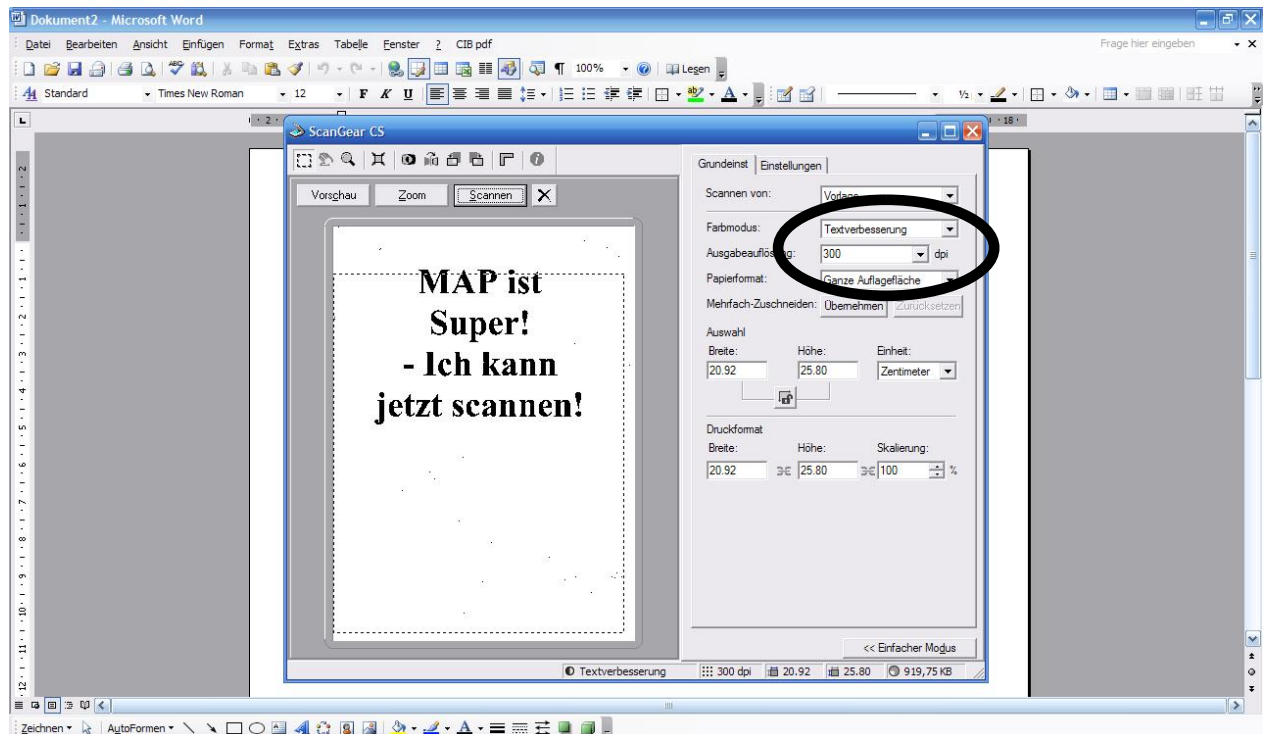 Dokument2 - Microsoft Word
Datei Bearbeiten Ansicht Einfügen Format Extras Tabelle Fenster ? CIB pdf Frage hier eingeben
100% Lesen
Standard Times New Roman 12 F K U
2 18
ScanGear CS
Grundeinst Einstellungen
Vorschau Zoom Scannen
Scannen von: Vorlage
Farbmodus: Textverbesserung
Ausgabeauflösung: 300 dpi
Papierformat: Ganze Auflagefläche
Mehrfach-Zuschneiden: Übernehmen Zurücksetzen
Auswahl
Breite: Höhe: Einheit:
20.92 25.80 Zentimeter
Druckformat
Breite: Höhe: Skalierung:
20.92 25.80 100 %
MAP ist
Super!
- Ich kann
jetzt scannen!
<< Einfacher Modus
Textverbesserung 300 dpi 20.92 25.80 919,75 KB
Zeichnen AutoFormen